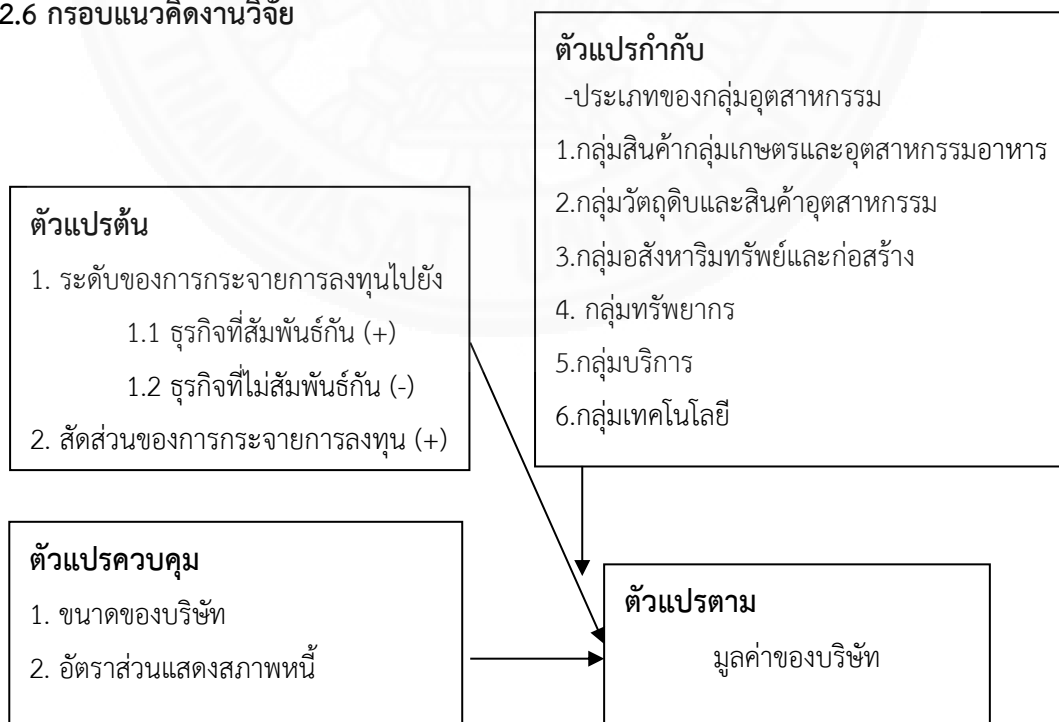 2.6 กรอบแนวคิดงานวิจัย
ตัวแปรกำกับ
-ประเภทของกลุ่มอุตสาหกรรม
1.กลุ่มสินค้ากลุ่มเกษตรและอุตสาหกรรมอาหาร
2.กลุ่มวัตถุดิบและสินค้าอุตสาหกรรม
3.กลุ่มอสังหาริมทรัพย์และก่อสร้าง
4. กลุ่มทรัพยากร
5.กลุ่มบริการ
6.กลุ่มเทคโนโลยี
ตัวแปรต้น
1. ระดับของการกระจายการลงทุนไปยัง
1.1 ธุรกิจที่สัมพันธ์กัน (+)
1.2 ธุรกิจที่ไม่สัมพันธ์กัน (-)
2. สัดส่วนของการกระจายการลงทุน (+)
ตัวแปรควบคุม
1. ขนาดของบริษัท
2. อัตราส่วนแสดงสภาพหนี้
ตัวแปรตาม
มูลค่าของบริษัท
THAMMASAT UNIVERSITY